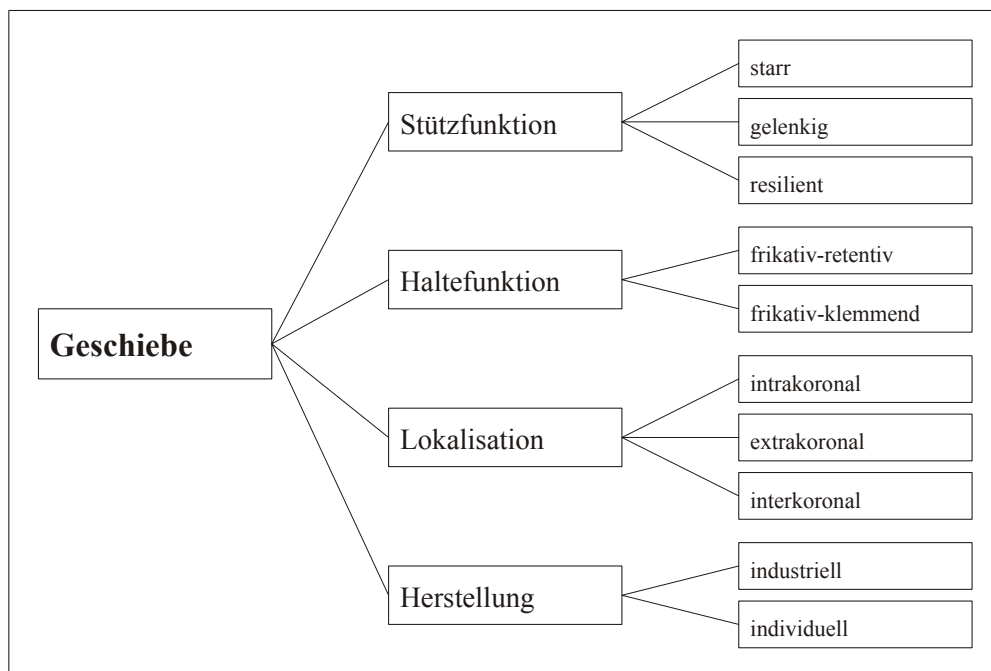 Geschiebe
Stützfunktion
starr
gelenkig
resilient
Haltefunktion
frikativ-retentiv
frikativ-klemmend
Lokalisation
intrakoronal
extrakoronal
interkoronal
Herstellung
industriell
individuell